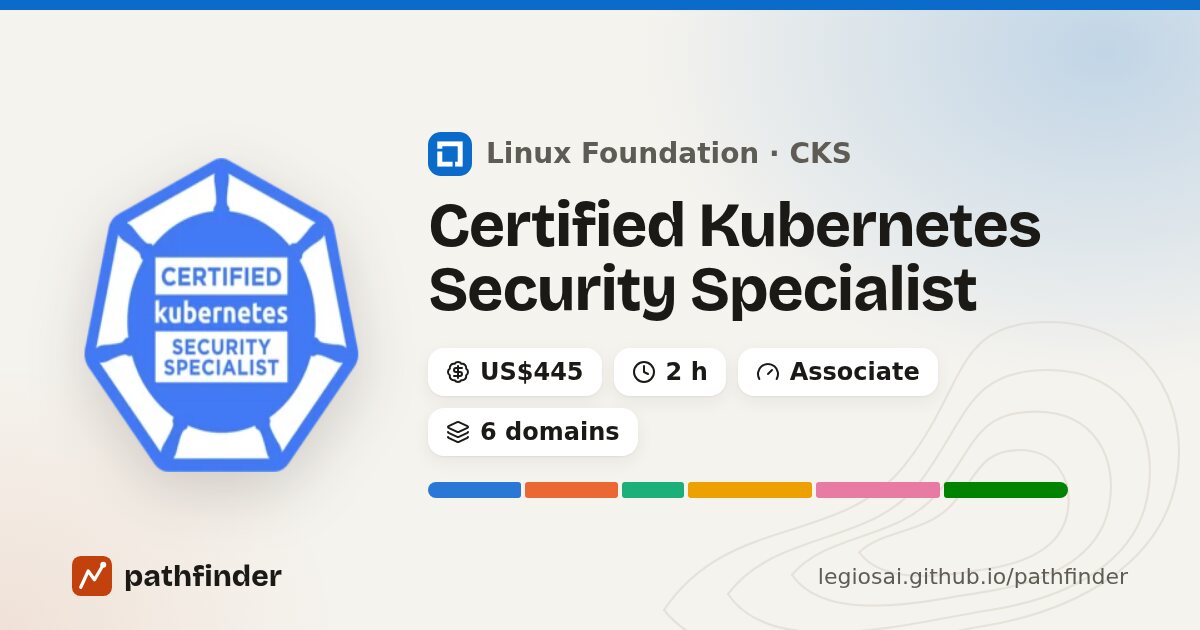 Linux Foundation · CKS
Certified Kubernetes
Security Specialist
CERTIFIED
kubernetes
SECURITY
SPECIALIST
US$445
2 h
Associate
6 domains
pathfinder
legiosai.github.io/pathfinder